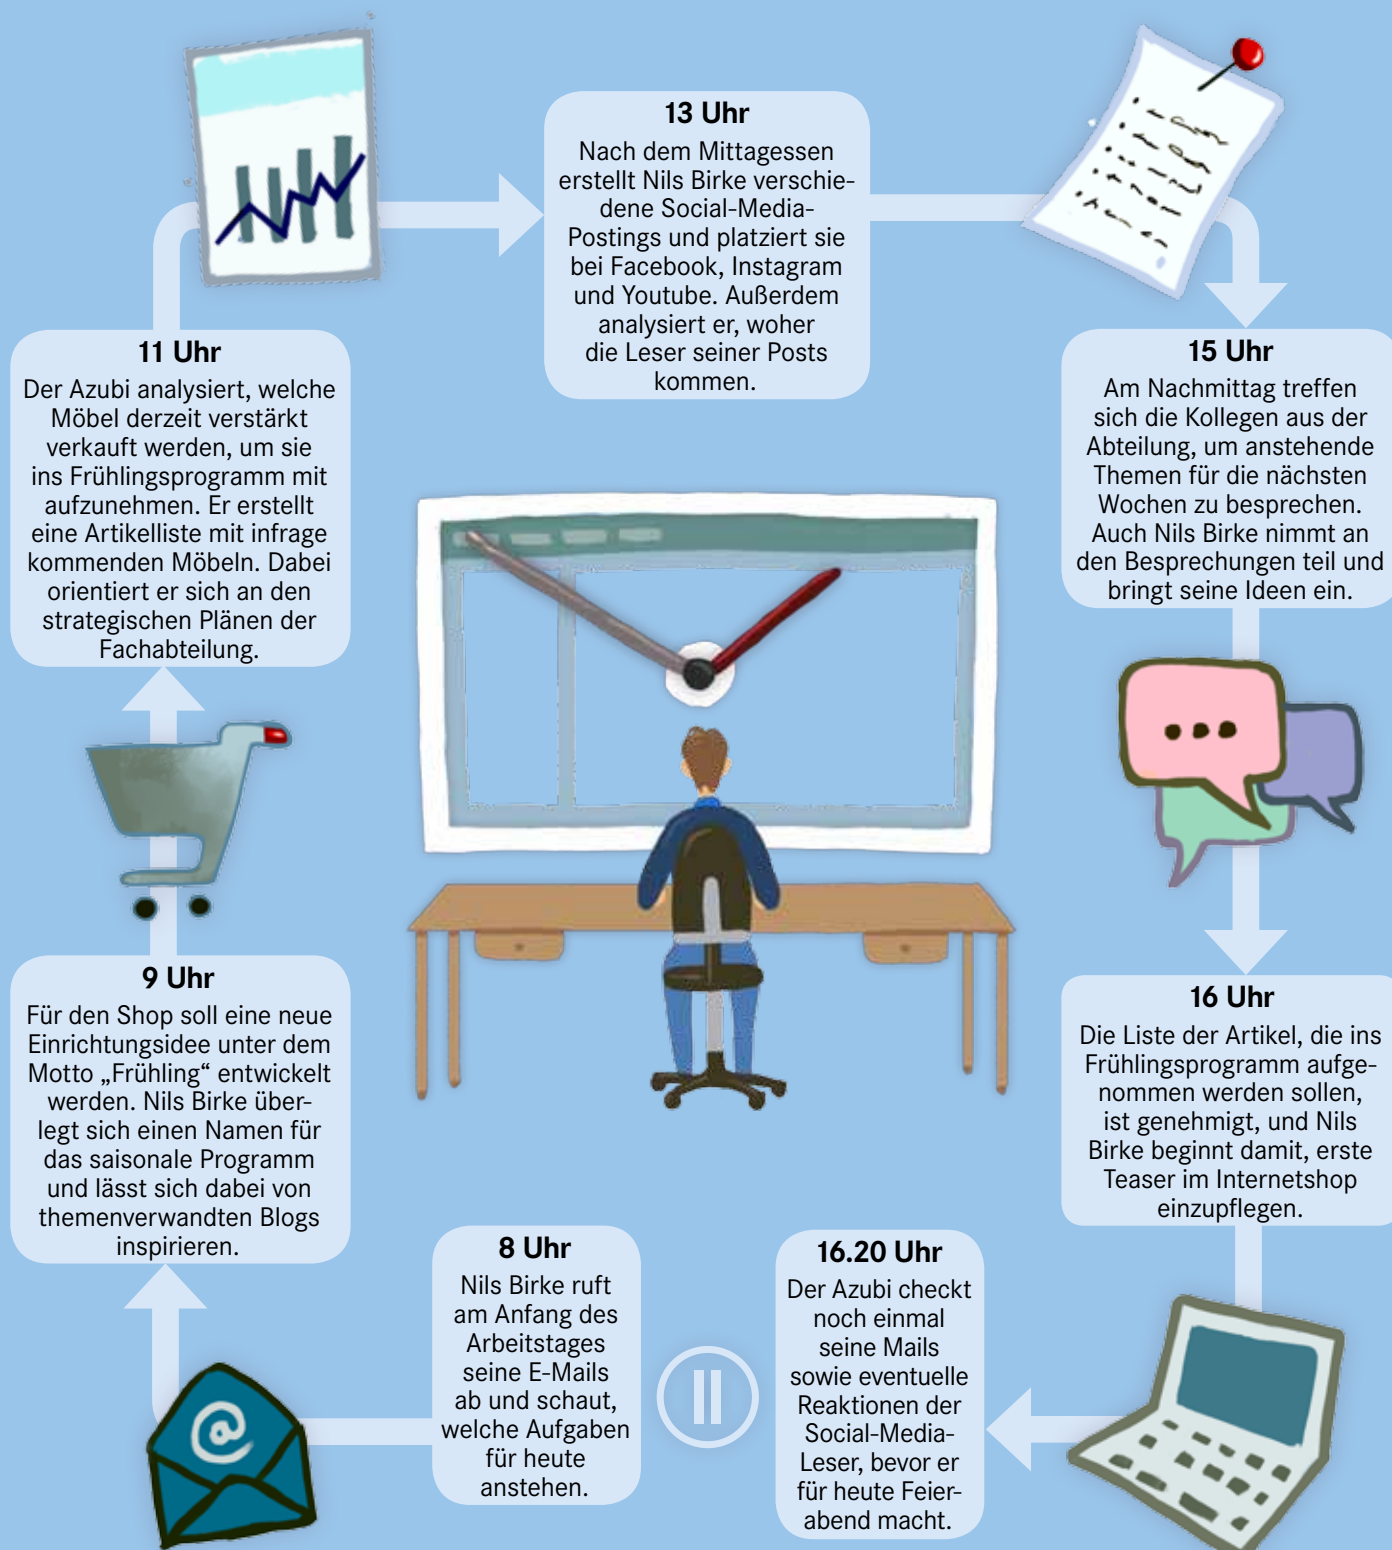 8 Uhr
Nils Birke ruft
am Anfang des
Arbeitstages
seine E-Mails
ab und schaut,
welche Aufgaben
für heute
anstehen.
@
9 Uhr
Für den Shop soll eine neue
Einrichtungsidee unter dem
Motto „Frühling“ entwickelt
werden. Nils Birke über-
legt sich einen Namen für
das saisonale Programm
und lässt sich dabei von
themenverwandten Blogs
inspirieren.
11 Uhr
Der Azubi analysiert, welche
Möbel derzeit verstärkt
verkauft werden, um sie
ins Frühlingsprogramm mit
aufzunehmen. Er erstellt
eine Artikelliste mit infrage
kommenden Möbeln. Dabei
orientiert er sich an den
strategischen Plänen der
Fachabteilung.
13 Uhr
Nach dem Mittagessen
erstellt Nils Birke verschie-
dene Social-Media-
Postings und platziert sie
bei Facebook, Instagram
und Youtube. Außerdem
analysiert er, woher
die Leser seiner Posts
kommen.
15 Uhr
Am Nachmittag treffen
sich die Kollegen aus der
Abteilung, um anstehende
Themen für die nächsten
Wochen zu besprechen.
Auch Nils Birke nimmt an
den Besprechungen teil und
bringt seine Ideen ein.
16 Uhr
Die Liste der Artikel, die ins
Frühlingsprogramm aufge-
nommen werden sollen,
ist genehmigt, und Nils
Birke beginnt damit, erste
Teaser im Internetshop
einzupflegen.
16.20 Uhr
Der Azubi checkt
noch einmal
seine Mails
sowie eventuelle
Reaktionen der
Social-Media-
Leser, bevor er
für heute Feier-
abend macht.